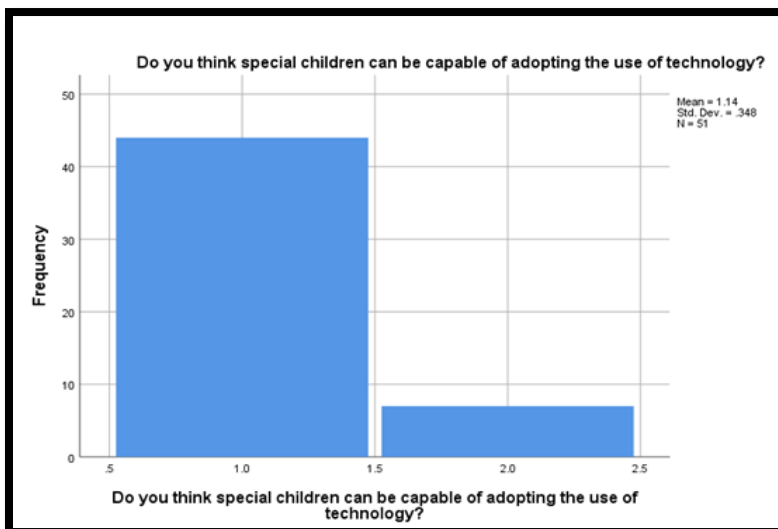 Do you think special children can be capable of adopting the use of technology?
Mean = 1.14
Std. Dev. = .348
N = 51
50
40
30
20
10
0
Frequency
.5
1.0
1.5
2.0
2.5
Do you think special children can be capable of adopting the use of
technology?